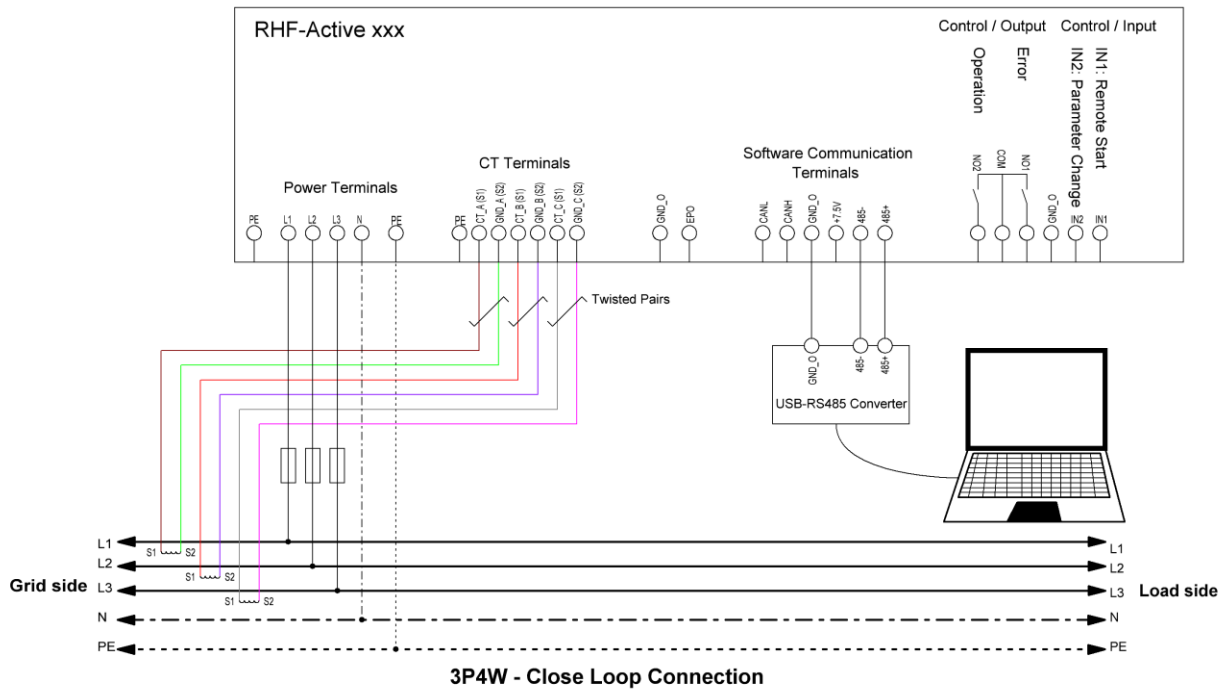 RHF-Active xxx
Control / Output
Control / Input
Operation
Error
IN2: Parameter Change
IN1: Remote Start
CT Terminals
Software Communication
Terminals
Power Terminals
PE
L1
L2
L3
N
PE
PE
CT_A (S1)
GND_A (S2)
CT_B (S1)
GND_B (S2)
CT_C (S1)
GND_C (S2)
GND_O
EPO
CANL
CANH
GND_O
+7.5V
485-
485+
NO2
COM
NO1
GND_O
IN2
IN1
Twisted Pairs
GND_O
485-
485+
USB-RS485 Converter
L1
S1
S2
L1
L2
S1
S2
L2
Grid side
L3
S1
S2
L3
Load side
N
N
PE
PE
3P4W - Close Loop Connection